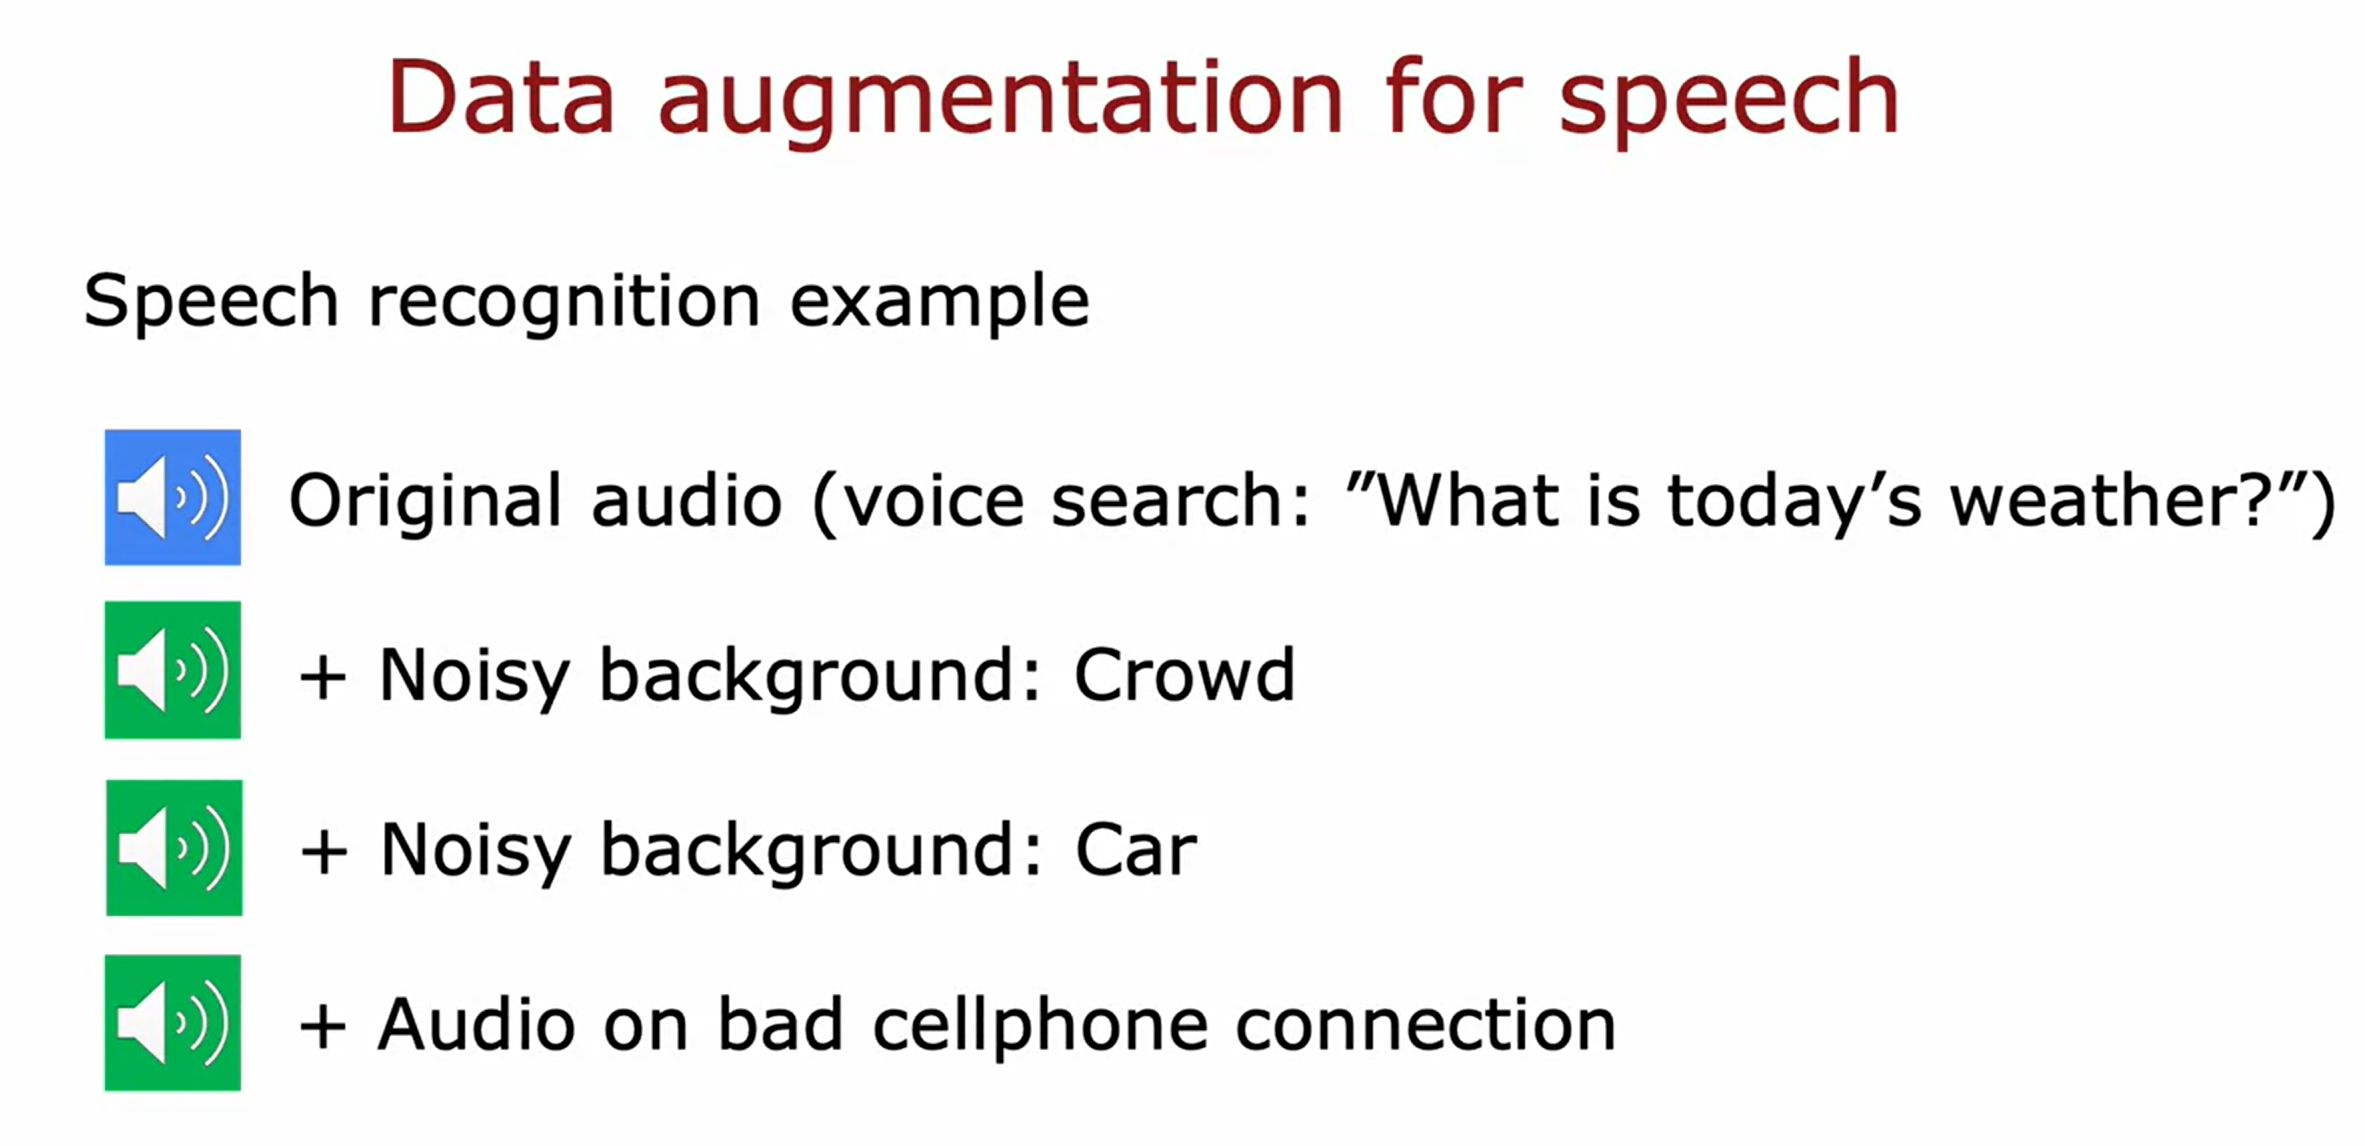 Data augmentation for speech
Speech recognition example
Original audio (voice search: ″What is today′s weather?″)
+ Noisy background: Crowd
+ Noisy background: Car
+ Audio on bad cellphone connection